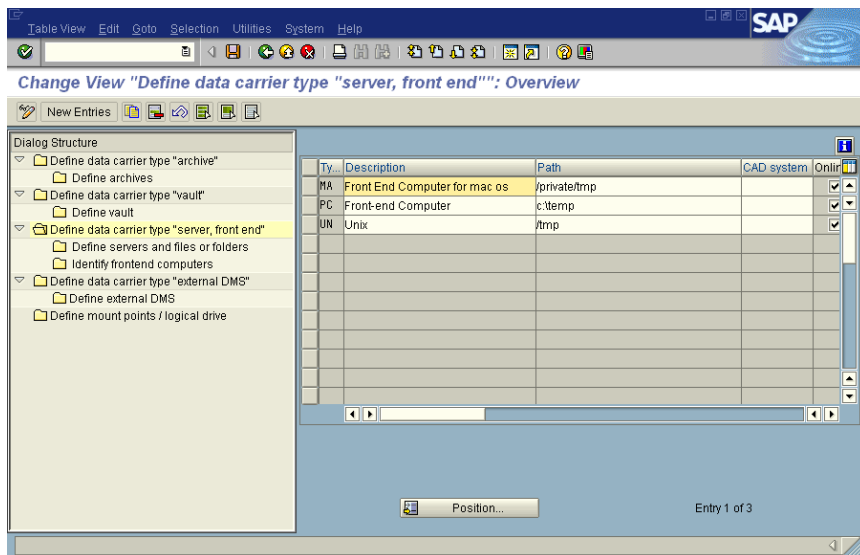 Table View Edit Goto Selection Utilities System Help
SAP
Change View "Define data carrier type "server, front end"": Overview
New Entries
Dialog Structure
Define data carrier type "archive"
Define archives
Define data carrier type "vault"
Define vault
Define data carrier type "server, front end"
Define servers and files or folders
Identify frontend computers
Define data carrier type "external DMS"
Define external DMS
Define mount points / logical drive
Ty... Description Path CAD system Onlin
MA Front End Computer for mac os /private/tmp
PC Front-end Computer c:\temp
UN Unix /tmp
Position...
Entry 1 of 3